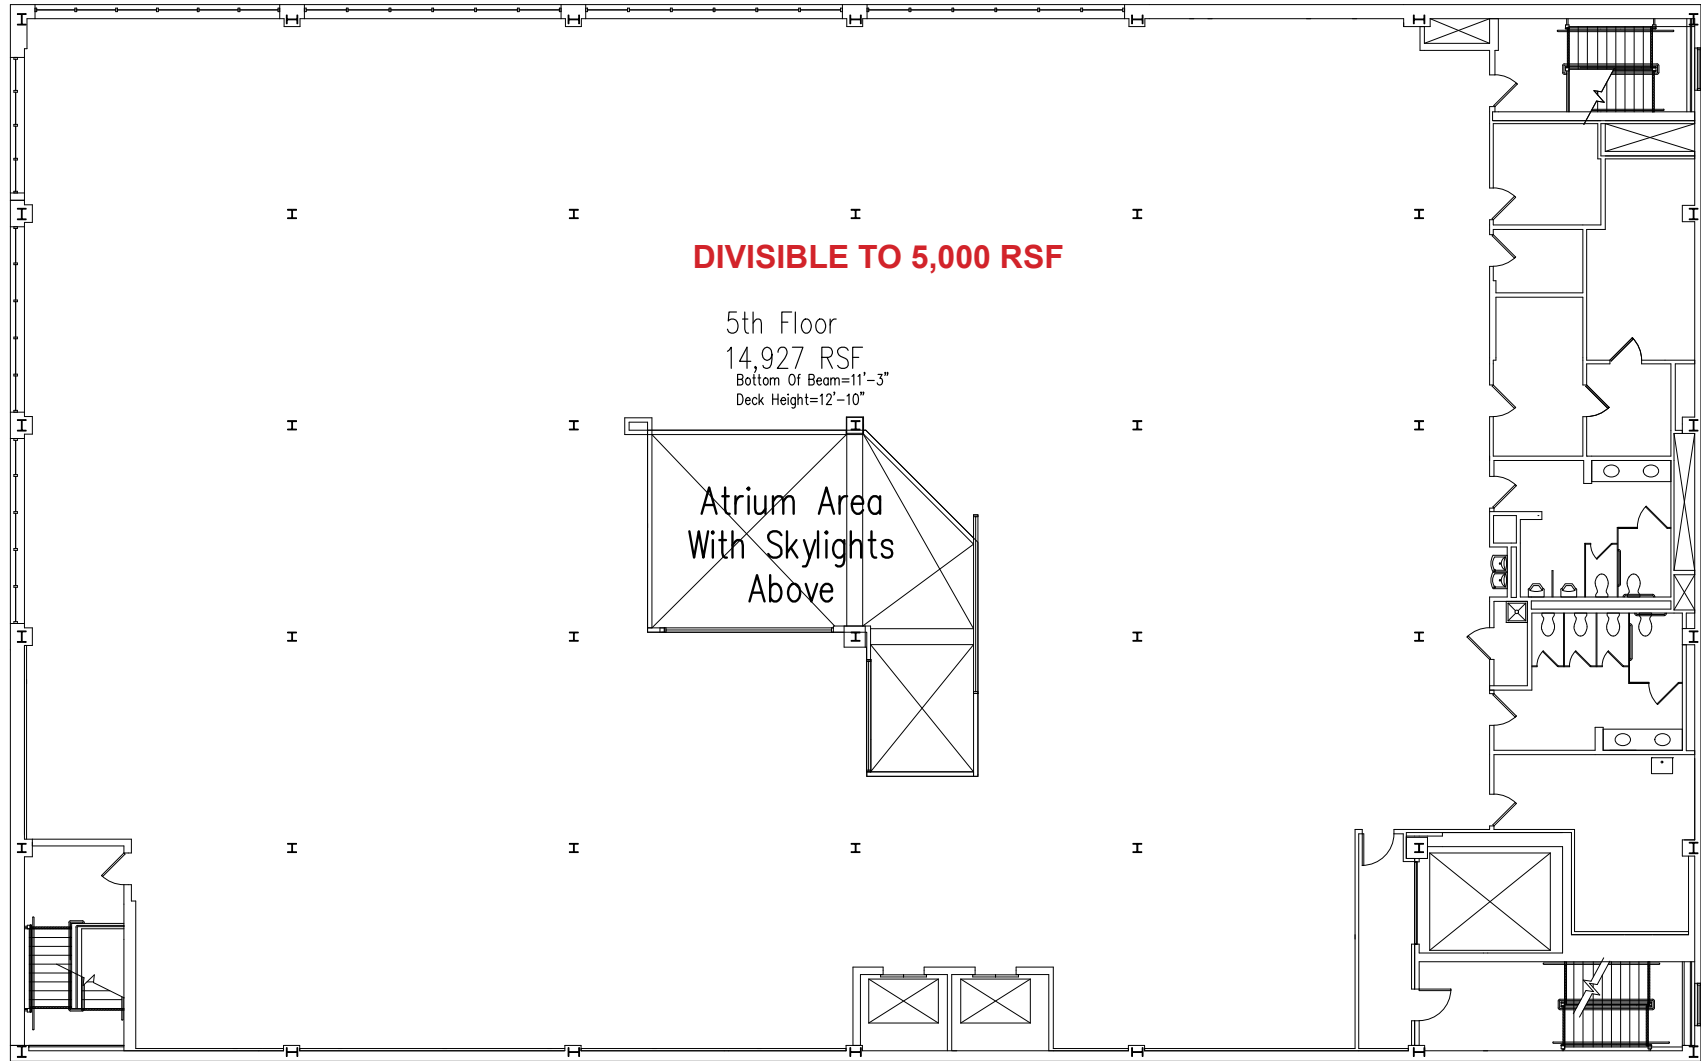 DIVISIBLE TO 5,000 RSF
5th Floor
14,927 RSF
Bottom Of Beam=11'-3"
Deck Height=12'-10"
Atrium Area
With Skylights
Above